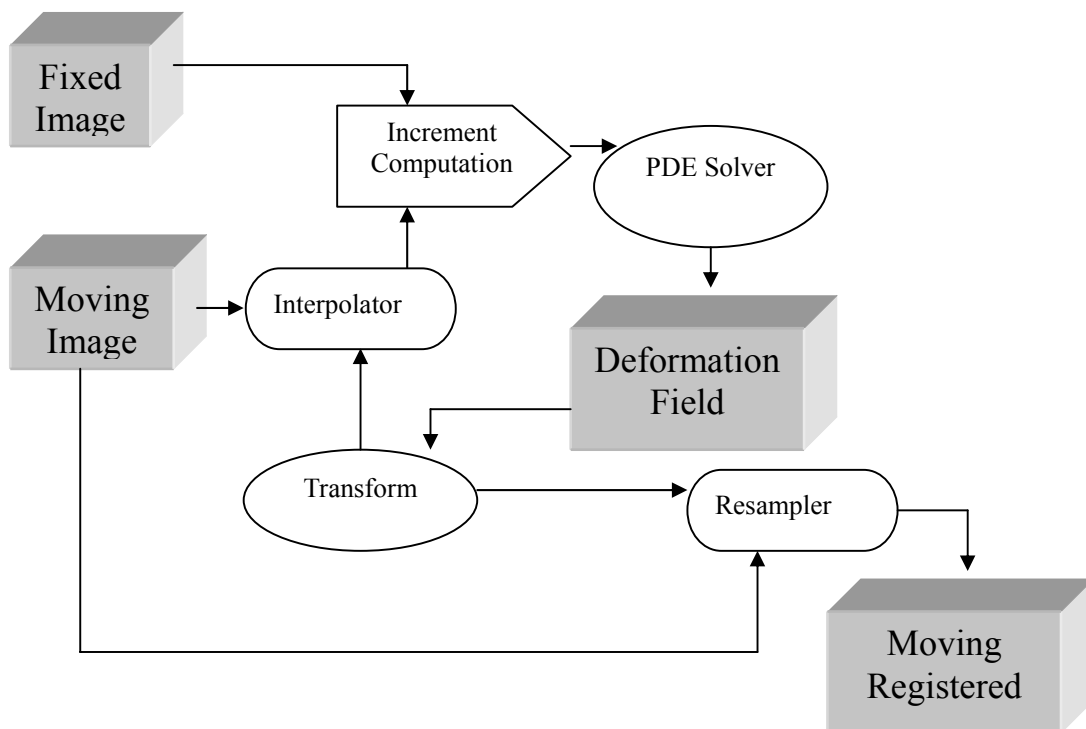 Fixed
Image
Increment
Computation
PDE Solver
Moving
Image
Interpolator
Deformation
Field
Transform
Resampler
Moving
Registered